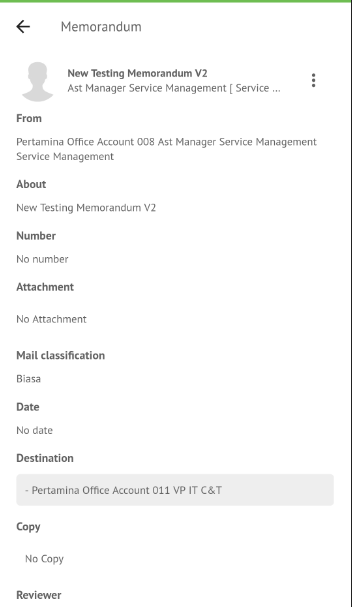 Memorandum
New Testing Memorandum V2
Ast Manager Service Management [ Service ...
From
Pertamina Office Account 008 Ast Manager Service Management
Service Management
About
New Testing Memorandum V2
Number
No number
Attachment
No Attachment
Mail classification
Biasa
Date
No date
Destination
- Pertamina Office Account 011 VP IT C&T
Copy
No Copy
Reviewer